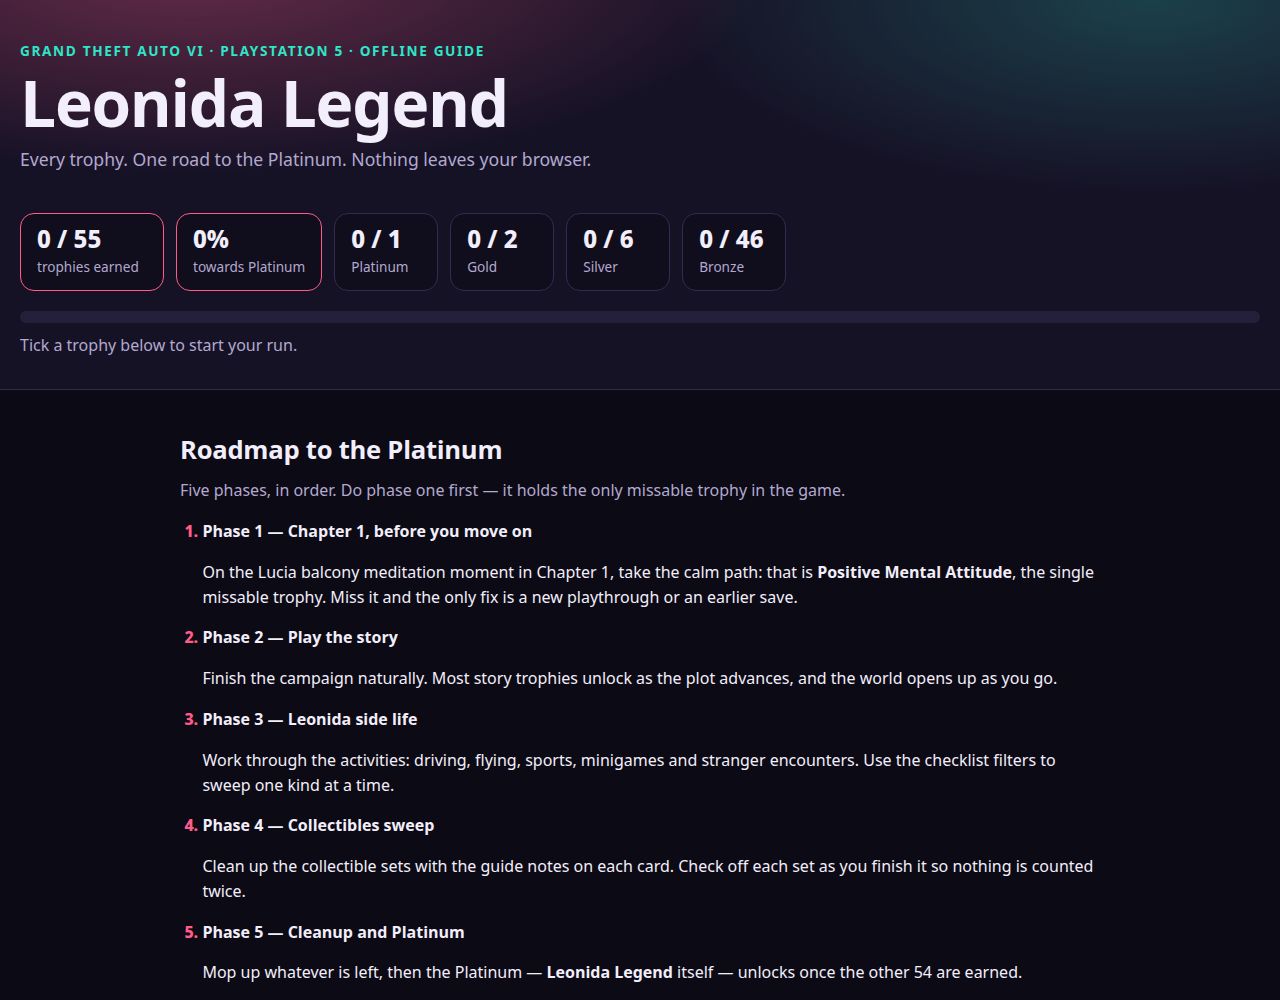 GRAND THEFT AUTO VI · PLAYSTATION 5 · OFFLINE GUIDE
Leonida Legend
Every trophy. One road to the Platinum. Nothing leaves your browser.
0 / 55
trophies earned
0%
towards Platinum
0 / 1
Platinum
0 / 2
Gold
0 / 6
Silver
0 / 46
Bronze
Tick a trophy below to start your run.
Roadmap to the Platinum
Five phases, in order. Do phase one first — it holds the only missable trophy in the game.
1. Phase 1 — Chapter 1, before you move on
On the Lucia balcony meditation moment in Chapter 1, take the calm path: that is Positive Mental Attitude, the single
missable trophy. Miss it and the only fix is a new playthrough or an earlier save.
2. Phase 2 — Play the story
Finish the campaign naturally. Most story trophies unlock as the plot advances, and the world opens up as you go.
3. Phase 3 — Leonida side life
Work through the activities: driving, flying, sports, minigames and stranger encounters. Use the checklist filters to
sweep one kind at a time.
4. Phase 4 — Collectibles sweep
Clean up the collectible sets with the guide notes on each card. Check off each set as you finish it so nothing is counted
twice.
5. Phase 5 — Cleanup and Platinum
Mop up whatever is left, then the Platinum — Leonida Legend itself — unlocks once the other 54 are earned.